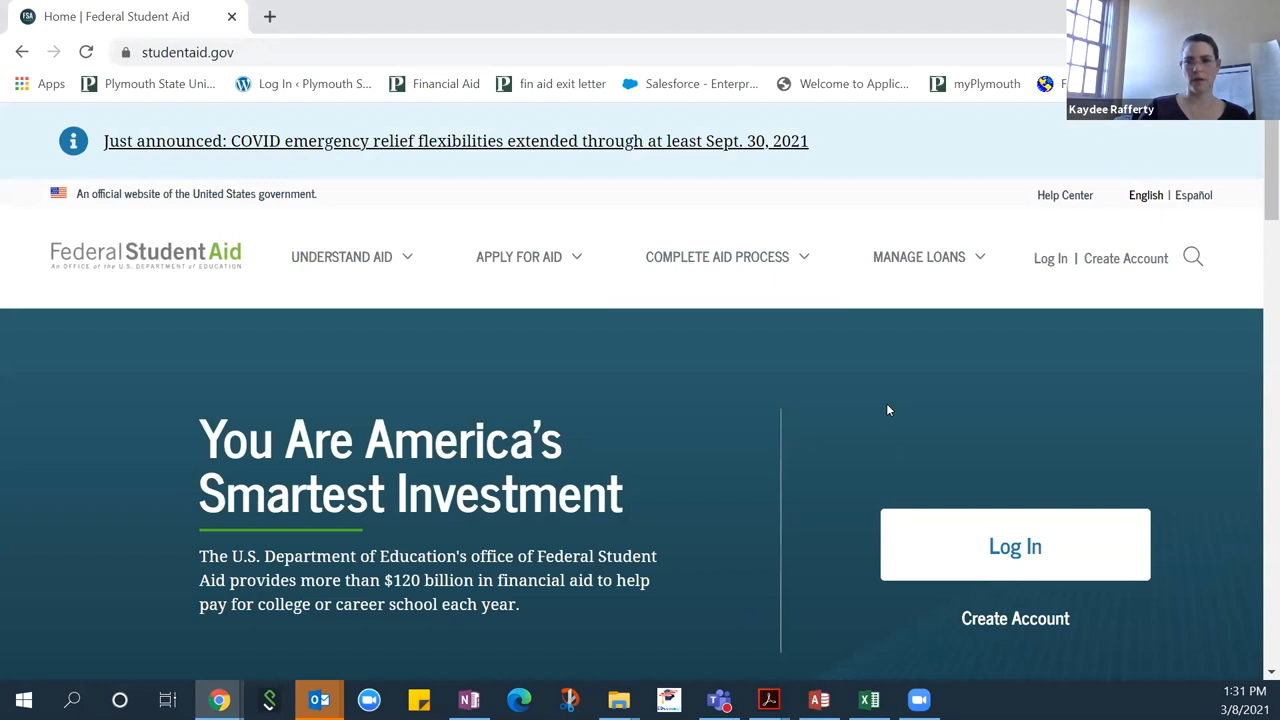 Home | Federal Student Aid
studentaid.gov
Apps Plymouth State Uni... Log In ‹ Plymouth S... Financial Aid fin aid exit letter Salesforce - Enterpr... Welcome to Applic... myPlymouth F
Kaydee Rafferty
Just announced: COVID emergency relief flexibilities extended through at least Sept. 30, 2021
An official website of the United States government.
Help Center English | Español
Federal Student Aid
An OFFICE of the U.S. DEPARTMENT of EDUCATION
UNDERSTAND AID APPLY FOR AID COMPLETE AID PROCESS MANAGE LOANS Log In | Create Account
You Are America's
Smartest Investment
The U.S. Department of Education's office of Federal Student
Aid provides more than $120 billion in financial aid to help
pay for college or career school each year.
Log In
Create Account
1:31 PM
3/8/2021